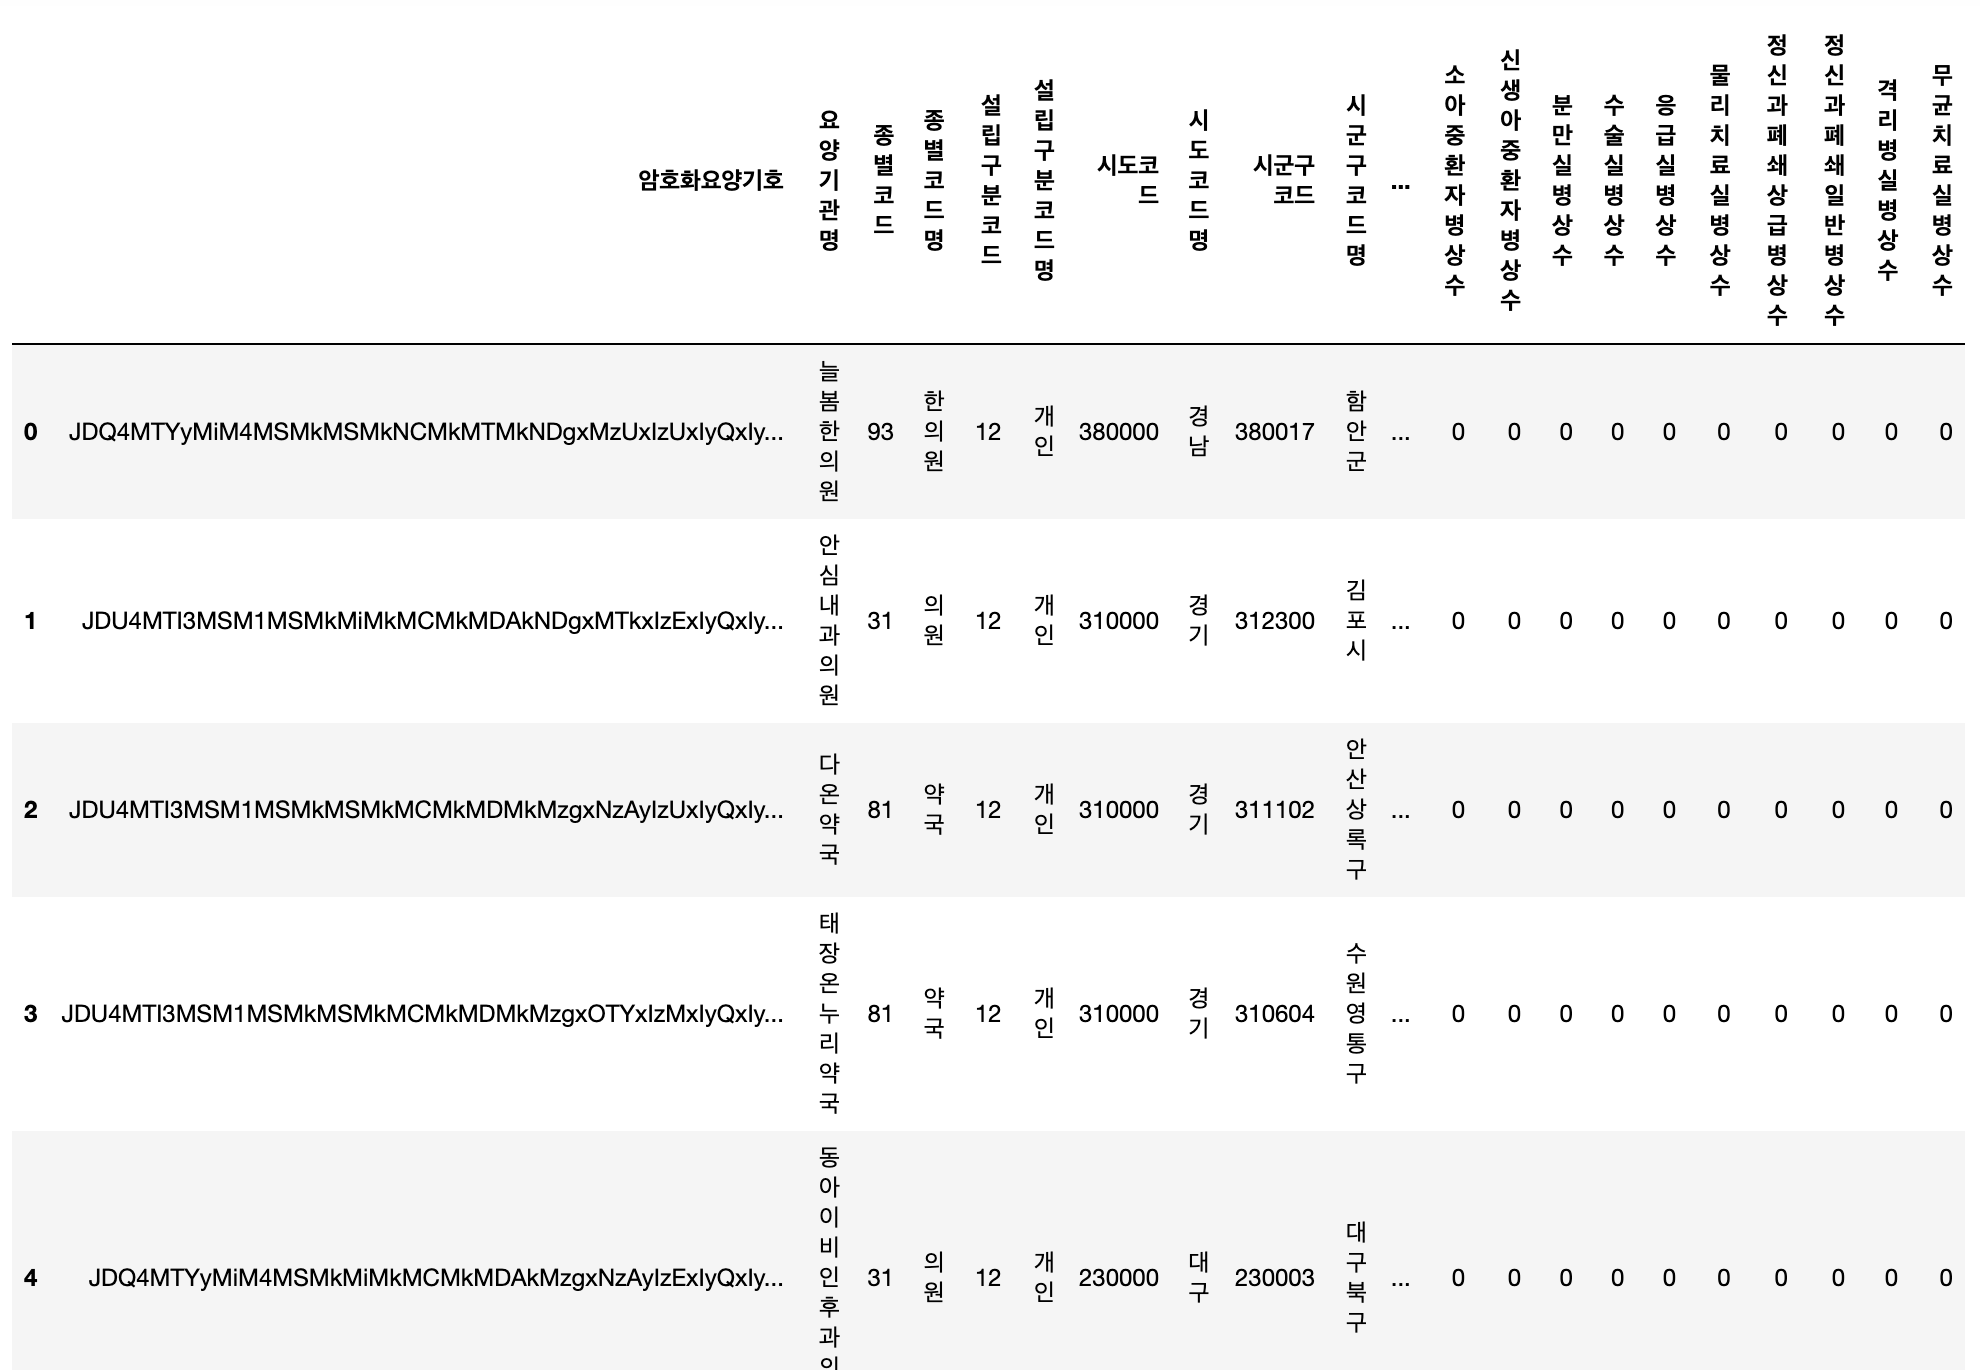 암호화요양기호 요양기관명 종별코드 종별코드명 설립구분코드 설립구분코드명 시도코드 시도코드명 시군구코드 시군구코드명 ... 소아중환자병상수 신생아중환자병상수 분만실병상수 수술실병상수 응급실병상수 물리치료실병상수 정신과폐쇄상급병상수 정신과폐쇄일반병상수 격리병실병상수 무균치료실병상수
0 JDQ4MTYyMiM4MSMkMSMkNCMkMTMkNDgxMzUxIzUxIyQxIy... 늘봄한의원 93 한의원 12 개인 380000 경남 380017 함안군 ... 0 0 0 0 0 0 0 0 0 0
1 JDU4MTI3MSM1MSMkMiMkMCMkMDAkNDgxMTkxIzExIyQxIy... 안심내과의원 31 의원 12 개인 310000 경기 312300 김포시 ... 0 0 0 0 0 0 0 0 0 0
2 JDU4MTI3MSM1MSMkMSMkMCMkMDMkMzgxNzAyIzUxIyQxIy... 다온약국 81 약국 12 개인 310000 경기 311102 안산상록구 ... 0 0 0 0 0 0 0 0 0 0
3 JDU4MTI3MSM1MSMkMSMkMCMkMDMkMzgxOTYxIzMxIyQxIy... 태장온누리약국 81 약국 12 개인 310000 경기 310604 수원영통구 ... 0 0 0 0 0 0 0 0 0 0
4 JDQ4MTYyMiM4MSMkMiMkMCMkMDAkMzgxNzAyIzExIyQxIy... 동아이비인후과의 31 의원 12 개인 230000 대구 230003 대구북구 ... 0 0 0 0 0 0 0 0 0 0